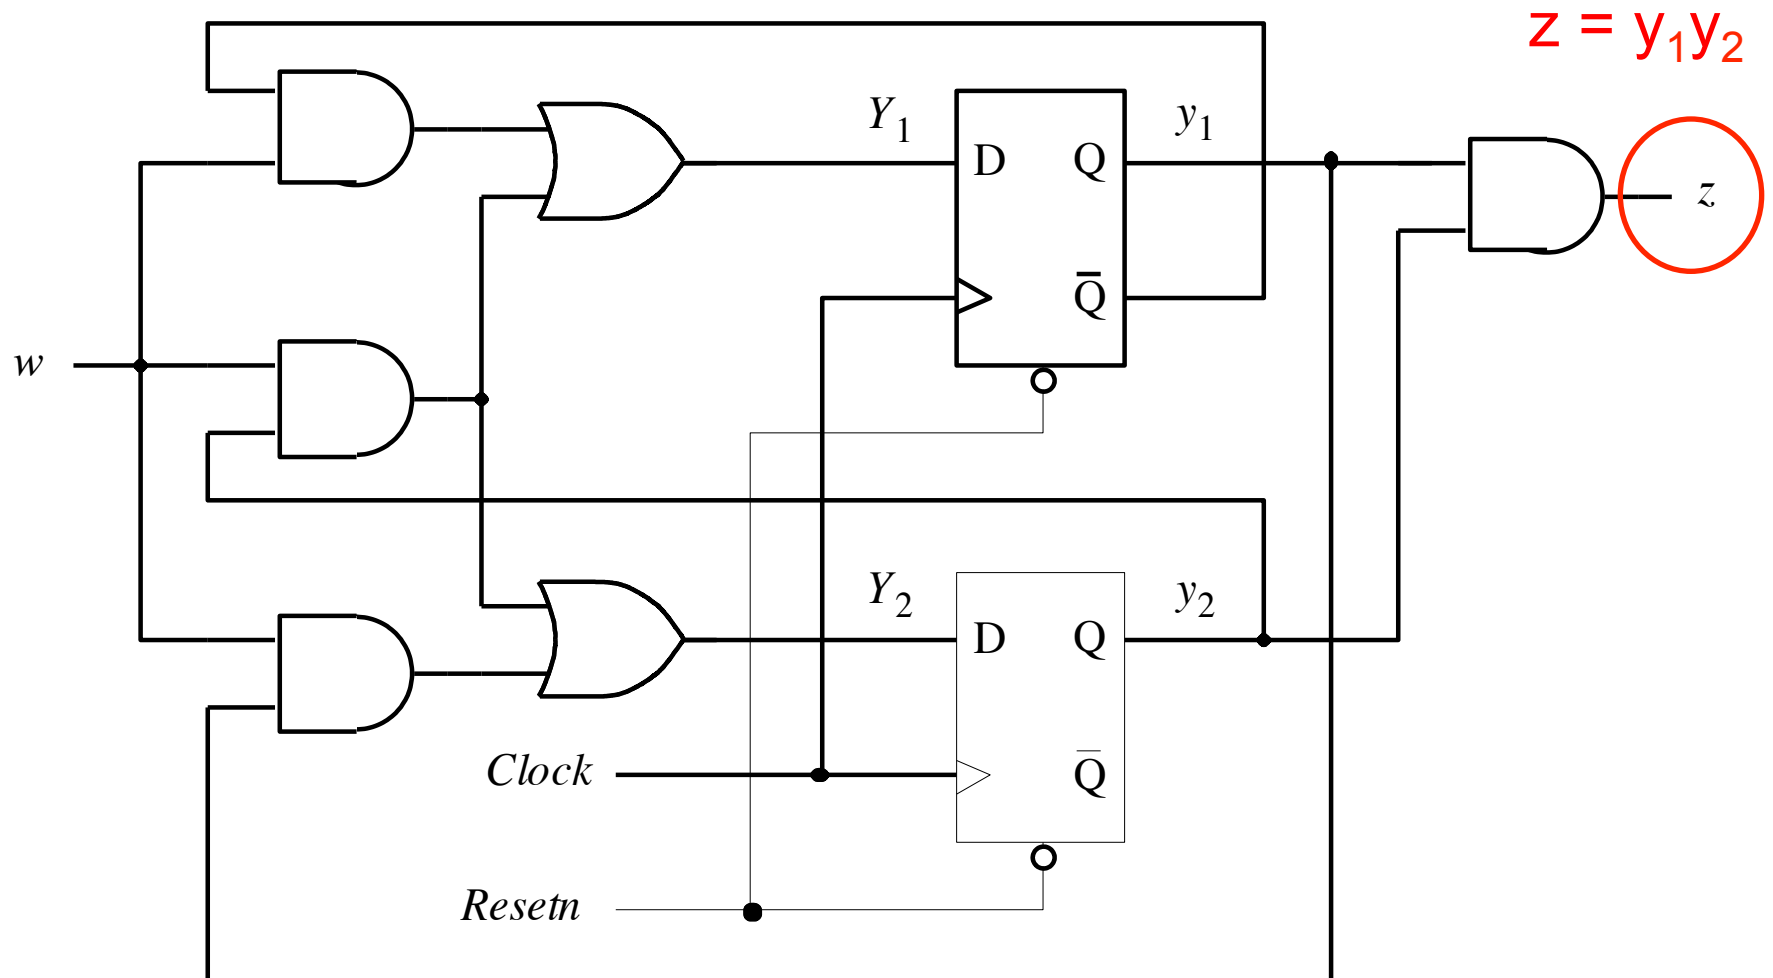 z = y₁y₂
Y₁
D
Q
y₁
Q̅
z
w
Y₂
D
Q
y₂
Clock
Q̅
Resetn